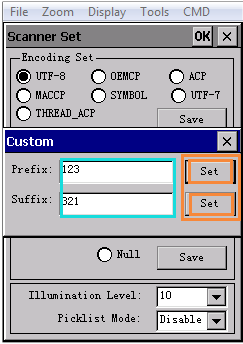 File Zoom Display Tools CMD
Scanner Set OK X
Encoding Set
UTF-8 OEMCP ACP
MACCP SYMBOL UTF-7
THREAD_ACP Save
Custom
Prefix: 123 Set
Suffix: 321 Set
Null Save
Illumination Level: 10
Picklist Mode: Disable